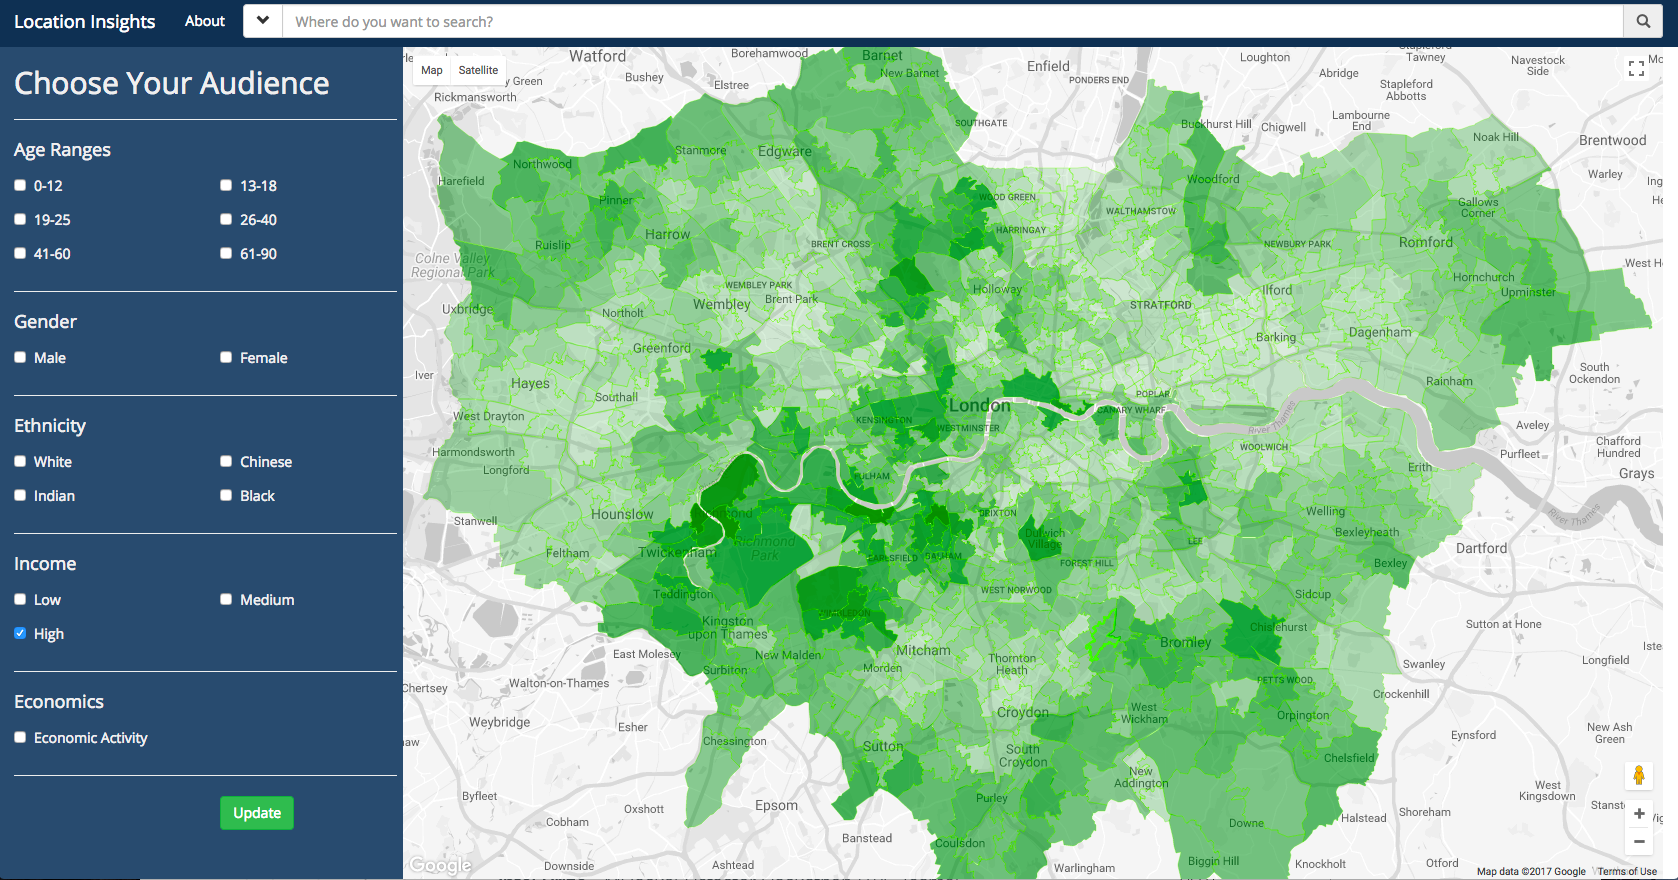 Location Insights
About
Where do you want to search?
Choose Your Audience
Age Ranges
0-12
13-18
19-25
26-40
41-60
61-90
Gender
Male
Female
Ethnicity
White
Chinese
Indian
Black
Income
Low
Medium
High
Economics
Economic Activity
Update
Map
Satellite
Watford
Borehamwood
Barnet
New Barnet
Enfield
PONDERS END
Loughton
Abridge
Stapleford
Tawney
Navestock
Side
Bushey
Elstree
Rickmansworth
Stapleford
Abbotts
SOUTHGATE
Buckhurst Hill
Chigwell
Lambourne
End
Noak Hill
Brentwood
Northwood
Stanmore
Edgware
Harefield
Woodford
Warley
Pinner
WOOD GREEN
WALTHAMSTOW
Gallows
Corner
Ruislip
Harrow
BRENT CROSS
HARRINGAY
NEWBURY PARK
Romford
Colne Valley
Regional Park
Hornchurch
Upminster
WEMBLEY PARK
Holloway
Ilford
Uxbridge
Northolt
Wembley
Brent Park
STRATFORD
Greenford
Barking
Dagenham
Iver
Hayes
Southall
South
Ockendon
Rainham
West Drayton
KENSINGTON
London
WESTMINSTER
POPLAR
CANARY WHARF
River Thames
Aveley
Harmondsworth
Longford
WOOLWICH
Purfleet
Chafford
Hundred
Erith
Grays
FULHAM
Stanwell
Hounslow
BRIXTON
Welling
River Thames
Feltham
Twickenham
Richmond
Park
EARLSFIELD
BALHAM
Dulwich
Village
LEE
Bexleyheath
Dartford
FOREST HILL
Bexley
Teddington
WIMBLEDON
WEST NORWOOD
Sidcup
Kingston
upon Thames
Chislehurst
Sutton at Hone
East Molesey
New Malden
Mitcham
Bromley
Surbiton
Morden
Thornton
Heath
Swanley
Longfield
Chertsey
Walton-on-Thames
PETTS WOOD
Crockenhill
Weybridge
Esher
Croydon
West
Wickham
Orpington
New Ash
Green
Chessington
Sutton
South
Croydon
Eynsford
Chelsfield
New
Addington
West
Kingsdown
Byfleet
Oxshott
Epsom
Purley
Cobham
Banstead
Downe
Halstead
Shoreham
Coulsdon
Downside
Ashtead
Warlingham
Biggin Hill
Knockholt
Otford
Google
Map data ©2017 Google
Terms of Use